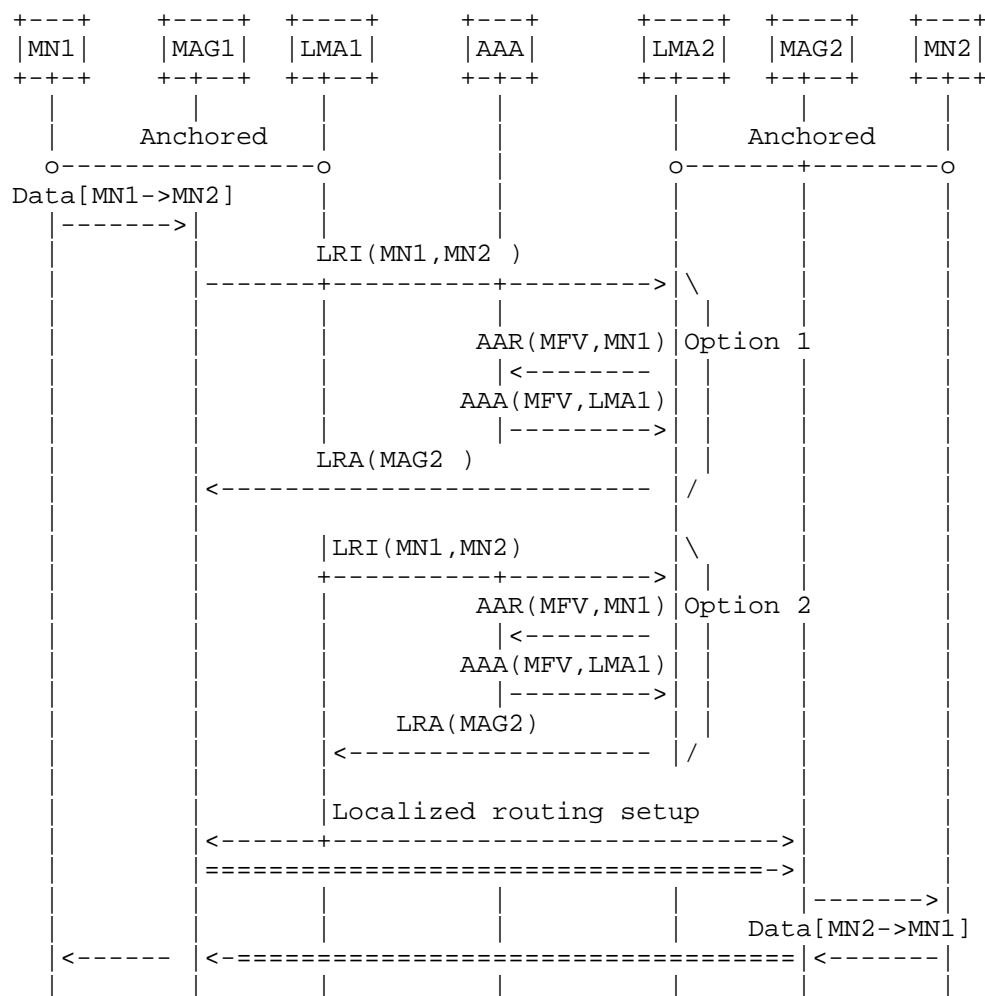 MN1 MAG1 LMA1 AAA LMA2 MAG2 MN2
Anchored Anchored
Data[MN1->MN2]
LRI(MN1,MN2 )
AAR(MFV,MN1) Option 1
AAA(MFV,LMA1)
LRA(MAG2 )
LRI(MN1,MN2)
AAR(MFV,MN1) Option 2
AAA(MFV,LMA1)
LRA(MAG2)
Localized routing setup
Data[MN2->MN1]